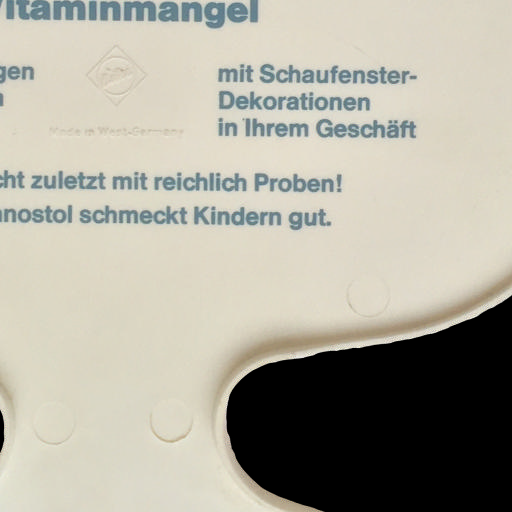 Vitaminmangel
gen
mit Schaufenster-
Dekorationen
in Ihrem Geschäft
Made in West-Germany
cht zuletzt mit reichlich Proben!
nnostol schmeckt Kindern gut.